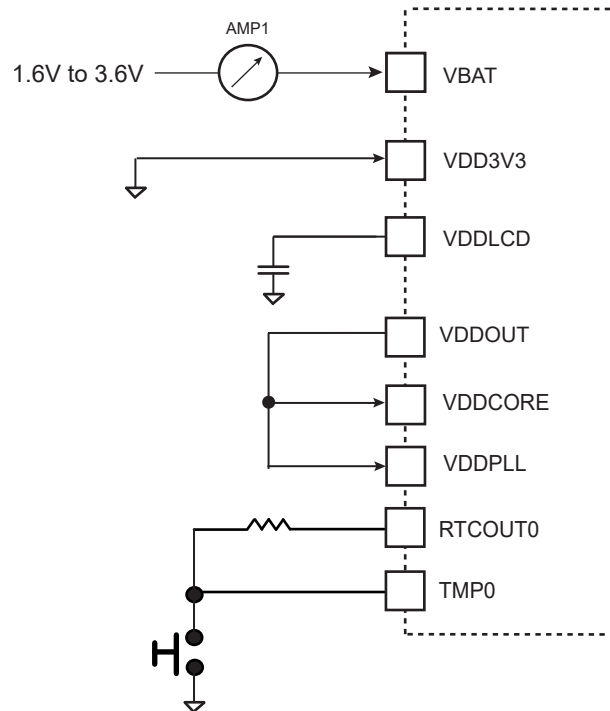 AMP1
1.6V to 3.6V
VBAT
VDD3V3
VDDLCD
VDDOUT
VDDCORE
VDDPLL
RTCOUT0
TMP0